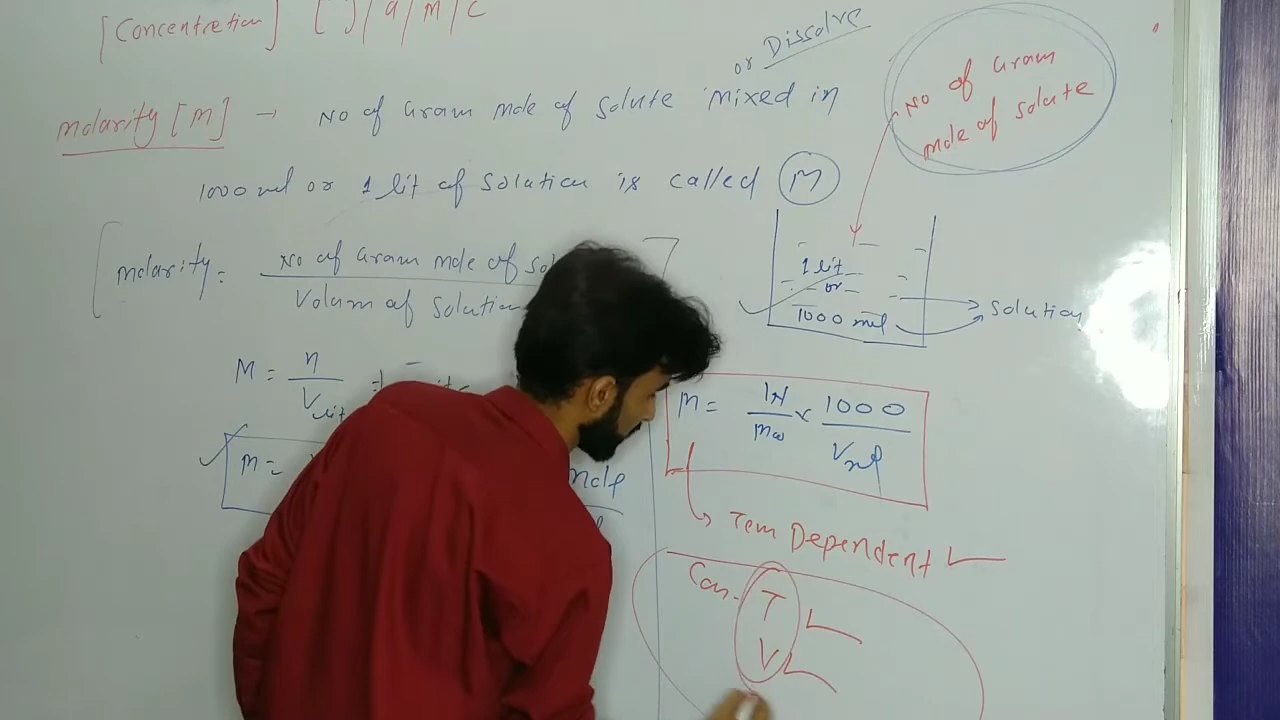 [Concentretion] [ ] / a / M / C
or Dissolve
Molarity [M] → No of Gram mole of solute mixed in
1000 ml or 1 lit of Solution is called M
No of Gram
mole of solute
Molarity = No of Gram mole of
Volum of Solution
1 lit
or
1000 ml
Solution
M = n / V lit
M =
mole
M = W / mw × 1000 / V ml
Tem Dependent
Con. T
V